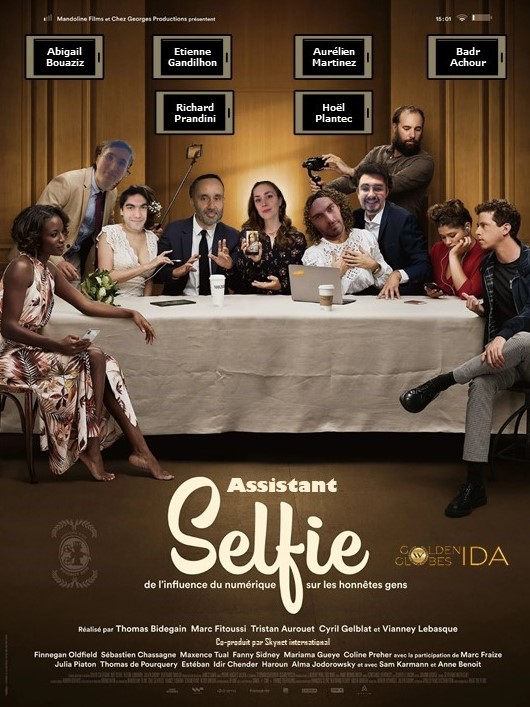 Mandoline Films et Chez Georges Productions présentent
15:01
Abigail
Bouaziz
Etienne
Gandilhon
Aurélien
Martinez
Badr
Achour
Richard
Prandini
Hoël
Plantec
Assistant
Selfie
de l'influence du numérique sur les honnêtes gens
GOLDEN
GLOBES
IDA
Réalisé par Thomas Bidegain Marc Fitoussi Tristan Aurouet Cyril Gelblat et Vianney Lebasque
Co-produit par Skynet international
Finnegan Oldfield Sébastien Chassagne Maxence Tual Fanny Sidney Mariama Gueye Coline Preher avec la participation de Marc Fraize
Julia Piaton Thomas de Pourquery Estéban Idir Chender Haroun Alma Jodorowsky et avec Sam Karmann et Anne Benoit